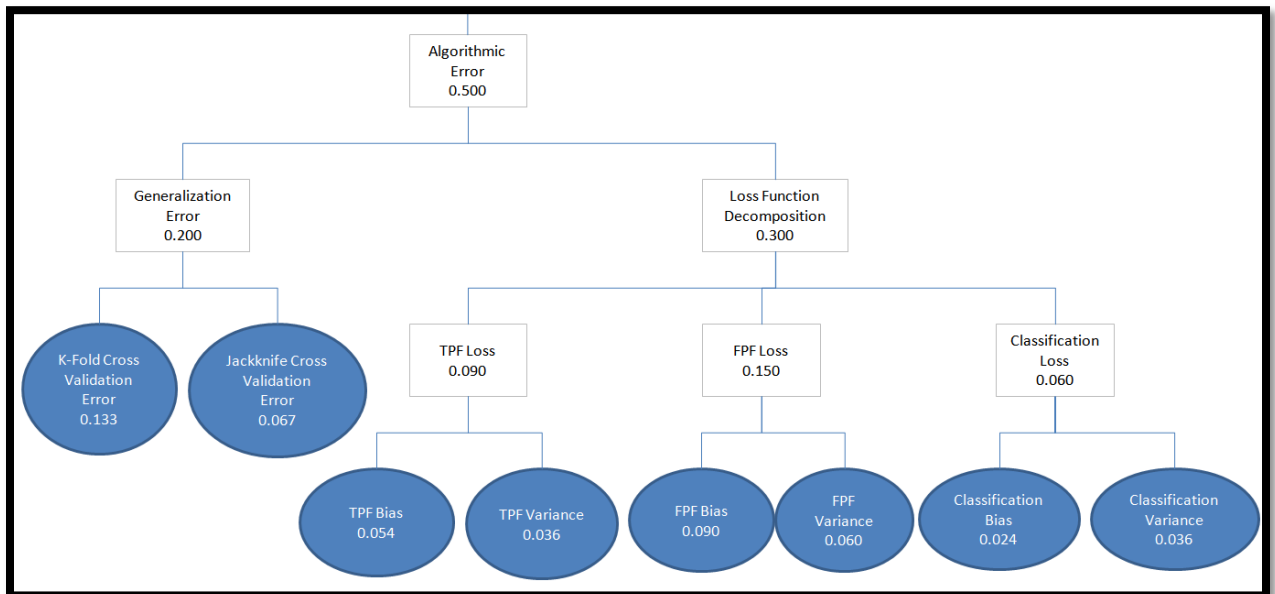 Algorithmic
Error
0.500
Generalization
Error
0.200
Loss Function
Decomposition
0.300
K-Fold Cross
Validation
Error
0.133
Jackknife Cross
Validation
Error
0.067
TPF Loss
0.090
FPF Loss
0.150
Classification
Loss
0.060
TPF Bias
0.054
TPF Variance
0.036
FPF Bias
0.090
FPF
Variance
0.060
Classification
Bias
0.024
Classification
Variance
0.036